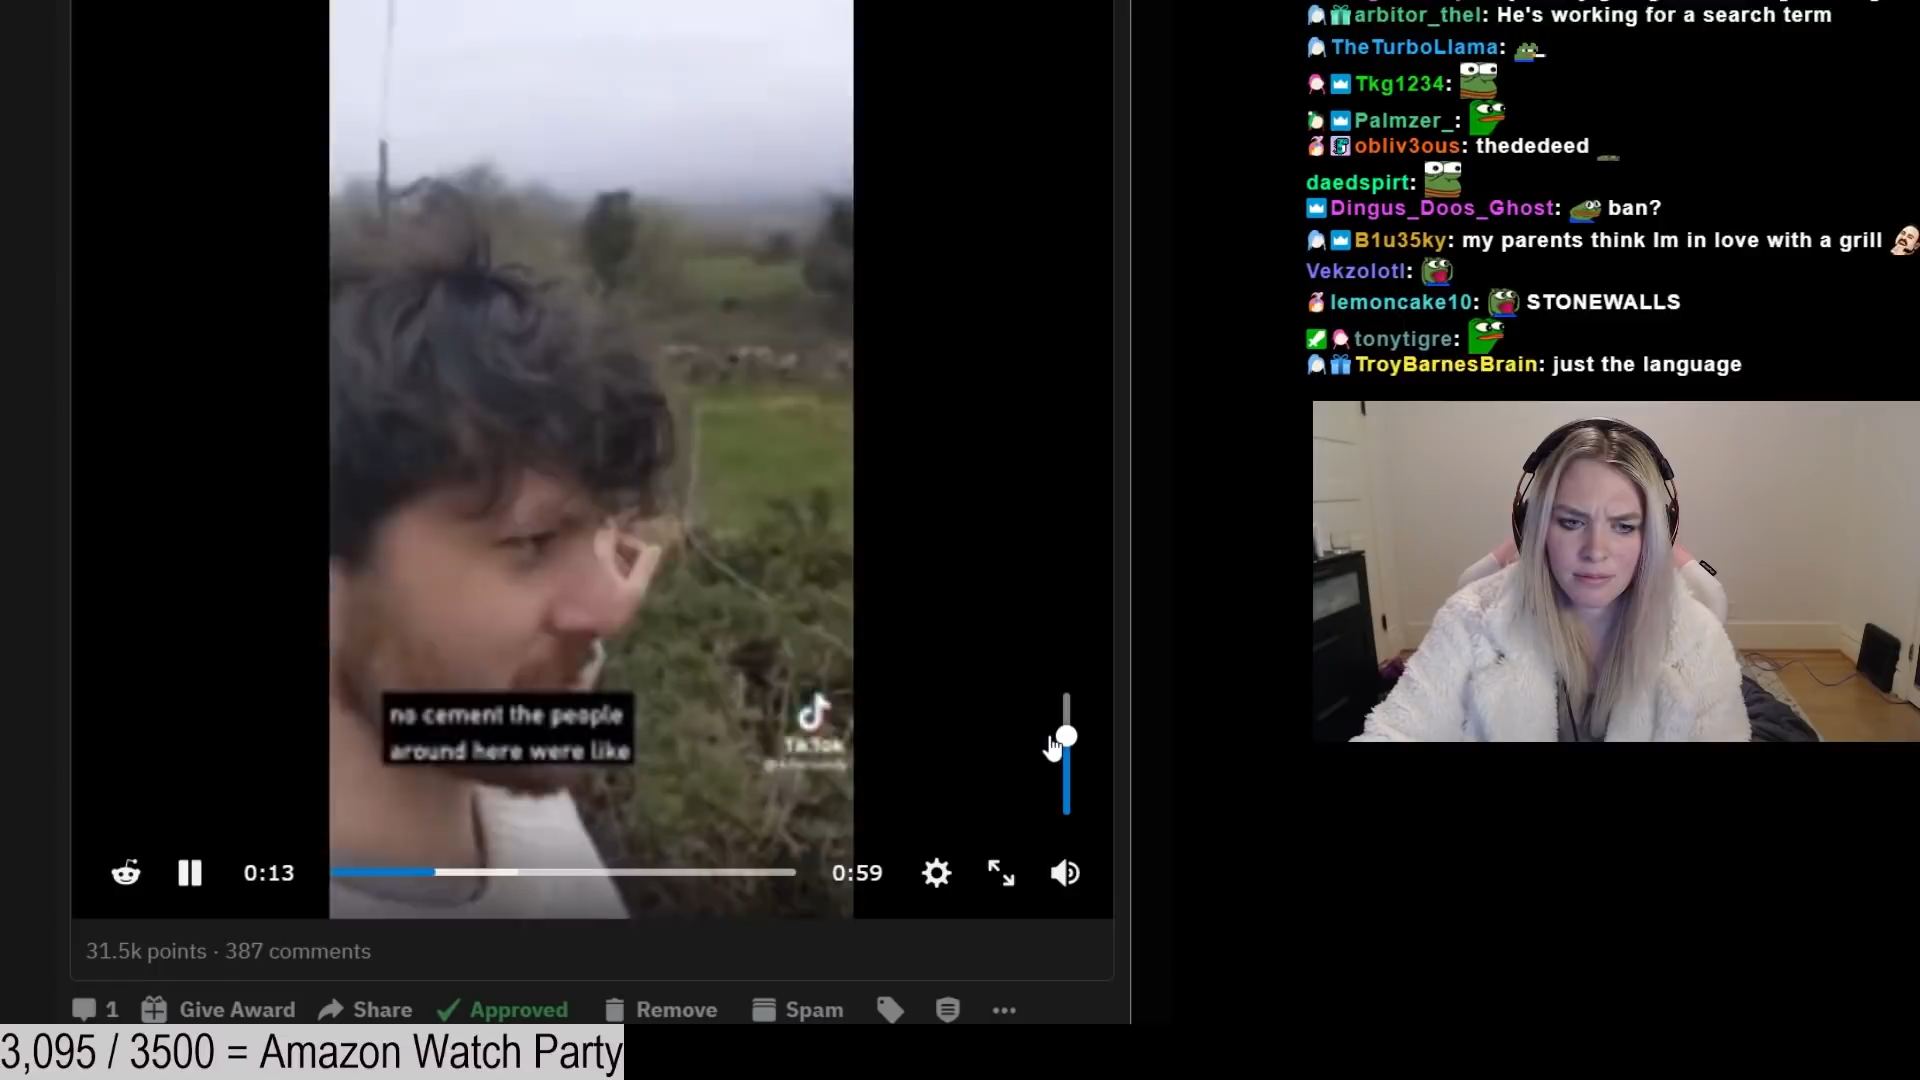 arbitor_thel: He's working for a search term
TheTurboLlama:
Tkg1234:
Palmzer_:
obliv3ous: thededeed
daedspirt:
Dingus_Doos_Ghost: ban?
B1u35ky: my parents think Im in love with a grill
Vekzolotl:
lemoncake10: STONEWALLS
tonytigre:
TroyBarnesBrain: just the language
no cement the people
around here were like
TikTok
0:13
0:59
31.5k points · 387 comments
1 Give Award Share Approved Remove Spam
3,095 / 3500 = Amazon Watch Party